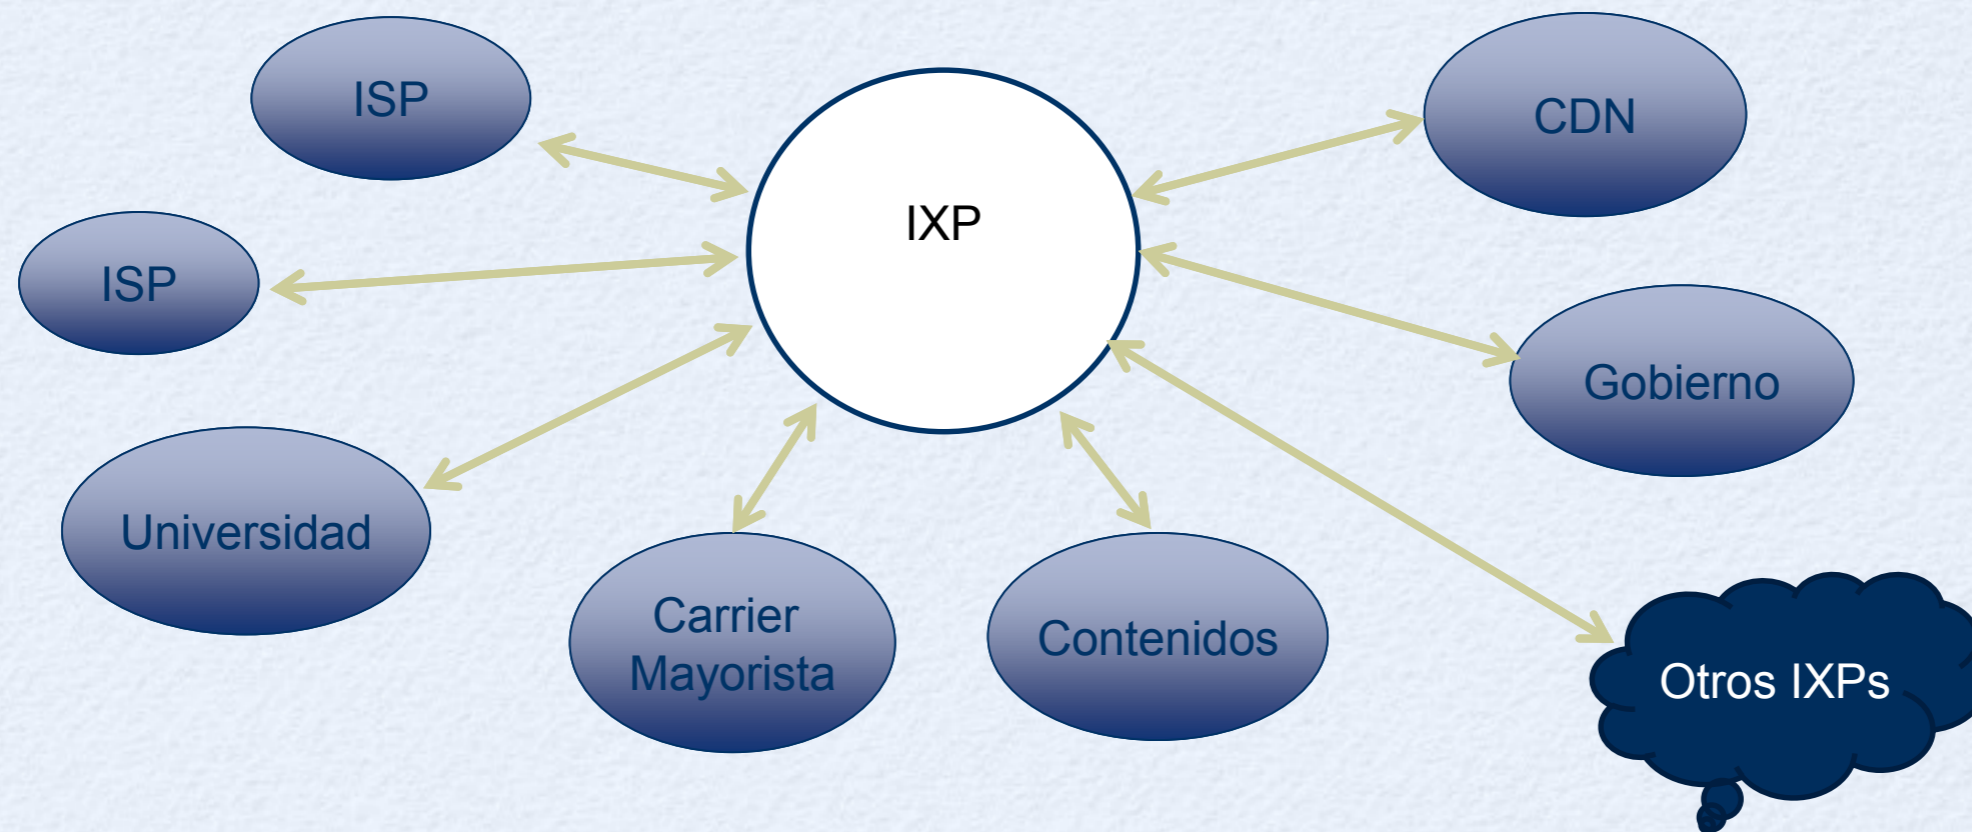 ISP
CDN
IXP
ISP
Gobierno
Universidad
Carrier
Mayorista
Contenidos
Otros IXPs